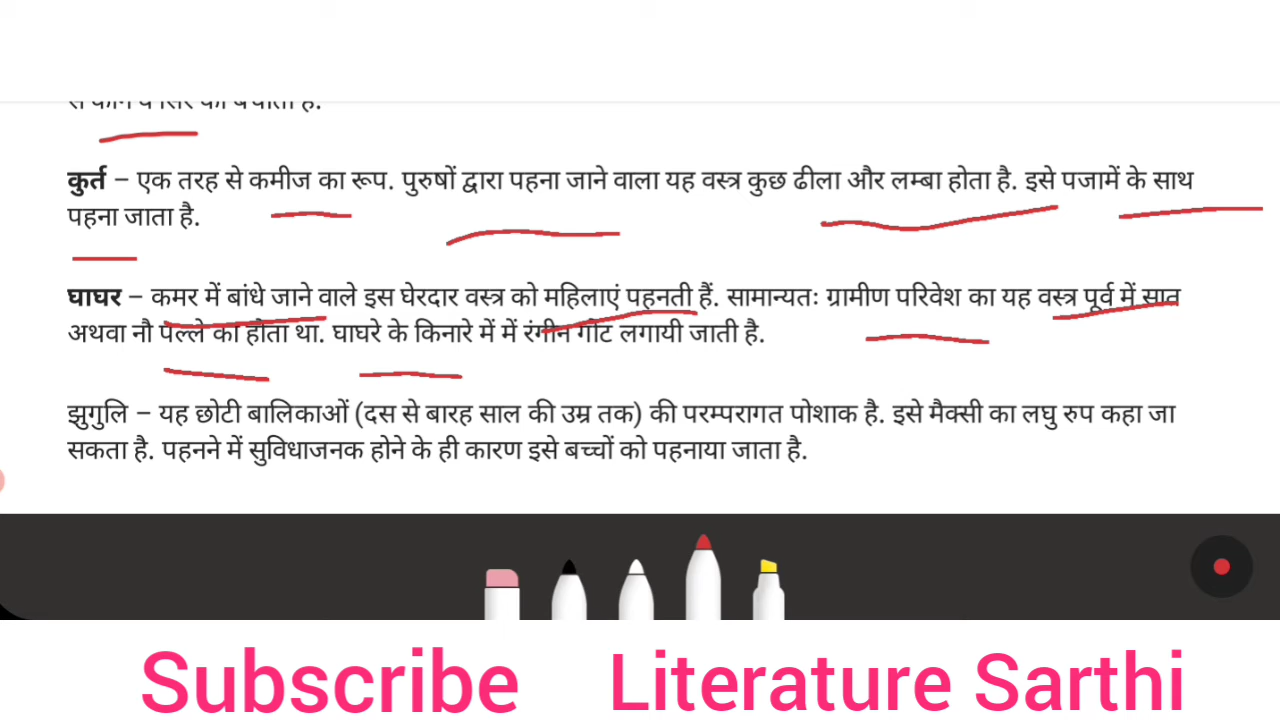 से कान व सिर को बचाता है.
कुर्त – एक तरह से कमीज का रूप. पुरुषों द्वारा पहना जाने वाला यह वस्त्र कुछ ढीला और लम्बा होता है. इसे पजामें के साथ
पहना जाता है.
घाघर – कमर में बांधे जाने वाले इस घेरदार वस्त्र को महिलाएं पहनती हैं. सामान्यतः ग्रामीण परिवेश का यह वस्त्र पूर्व में सात
अथवा नौ पल्ले का होता था. घाघरे के किनारे में में रंगीन गोट लगायी जाती है.
झुगुलि – यह छोटी बालिकाओं (दस से बारह साल की उम्र तक) की परम्परागत पोशाक है. इसे मैक्सी का लघु रुप कहा जा
सकता है. पहनने में सुविधाजनक होने के ही कारण इसे बच्चों को पहनाया जाता है.
Subscribe Literature Sarthi